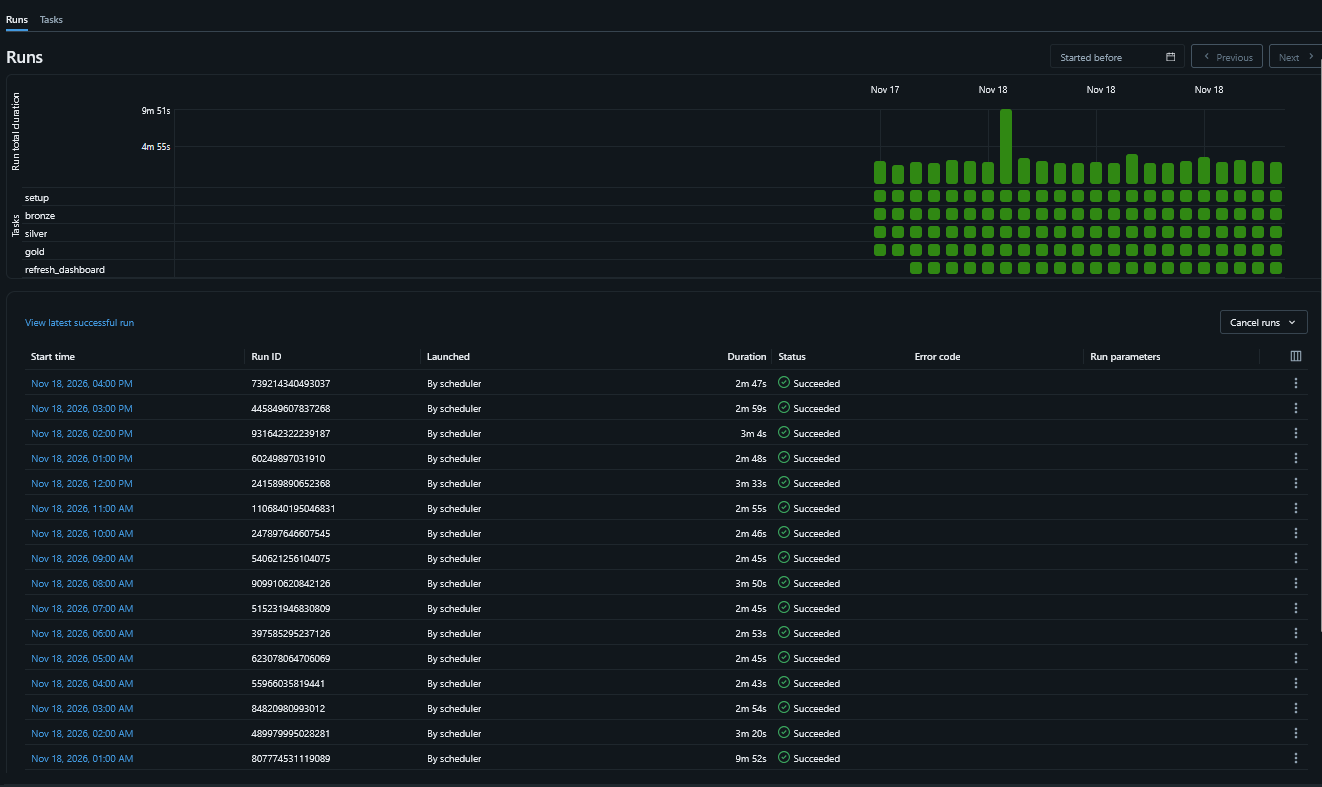 Runs Tasks
Runs
Started before Previous Next
Nov 17 Nov 18 Nov 18 Nov 18
Run total duration
9m 51s
4m 55s
Tasks
setup
bronze
silver
gold
refresh_dashboard
View latest successful run Cancel runs
Start time Run ID Launched Duration Status Error code Run parameters
Nov 18, 2026, 04:00 PM 739214340493037 By scheduler 2m 47s Succeeded
Nov 18, 2026, 03:00 PM 445849607837268 By scheduler 2m 59s Succeeded
Nov 18, 2026, 02:00 PM 931642322239187 By scheduler 3m 4s Succeeded
Nov 18, 2026, 01:00 PM 60249897031910 By scheduler 2m 48s Succeeded
Nov 18, 2026, 12:00 PM 241589890652368 By scheduler 3m 33s Succeeded
Nov 18, 2026, 11:00 AM 1106840195046831 By scheduler 2m 55s Succeeded
Nov 18, 2026, 10:00 AM 247897646607545 By scheduler 2m 46s Succeeded
Nov 18, 2026, 09:00 AM 540621256104075 By scheduler 2m 45s Succeeded
Nov 18, 2026, 08:00 AM 909910620842126 By scheduler 3m 50s Succeeded
Nov 18, 2026, 07:00 AM 515231946830809 By scheduler 2m 45s Succeeded
Nov 18, 2026, 06:00 AM 397585295237126 By scheduler 2m 53s Succeeded
Nov 18, 2026, 05:00 AM 623078064706069 By scheduler 2m 45s Succeeded
Nov 18, 2026, 04:00 AM 55966035819441 By scheduler 2m 43s Succeeded
Nov 18, 2026, 03:00 AM 84820980993012 By scheduler 2m 54s Succeeded
Nov 18, 2026, 02:00 AM 489979995028281 By scheduler 3m 20s Succeeded
Nov 18, 2026, 01:00 AM 807774531119089 By scheduler 9m 52s Succeeded